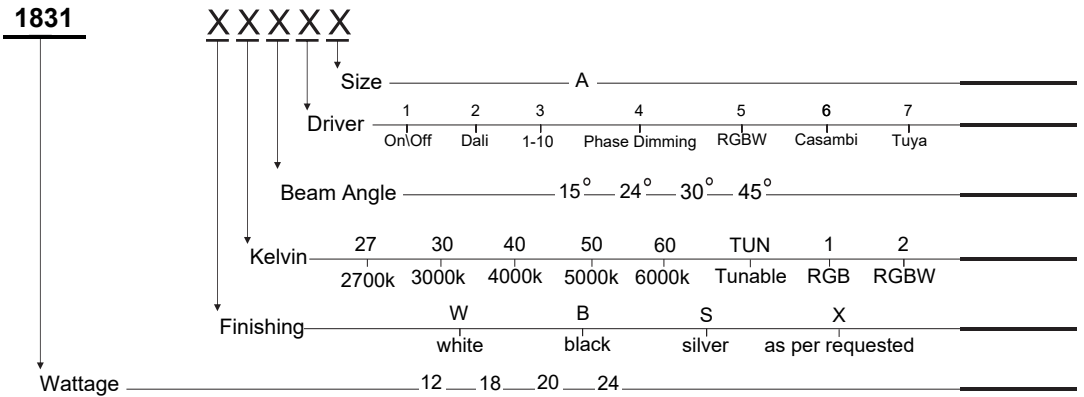 1831 X X X X X
Size A
1 2 3 4 5 6 7
Driver
On\Off Dali 1-10 Phase Dimming RGBW Casambi Tuya
Beam Angle 15° 24° 30° 45°
27 30 40 50 60 TUN 1 2
Kelvin
2700k 3000k 4000k 5000k 6000k Tunable RGB RGBW
W B S X
Finishing
white black silver as per requested
Wattage 12 18 20 24